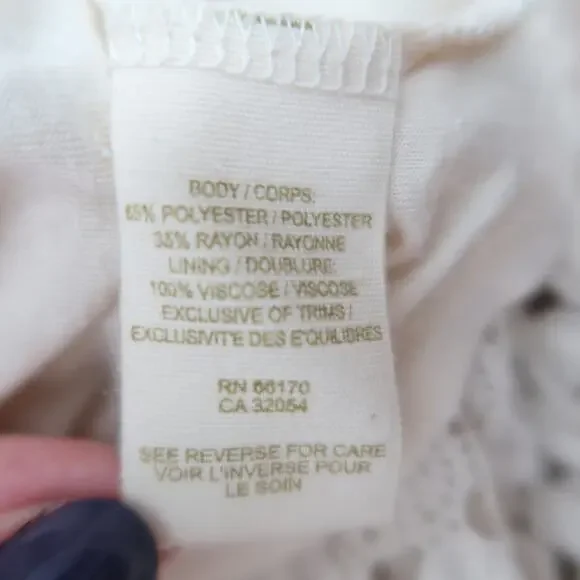 BODY / CORPS:
65% POLYESTER / POLYESTER
35% RAYON / RAYONNE
LINING / DOUBLURE:
100% VISCOSE / VISCOSE
EXCLUSIVE OF TRIMS /
EXCLUSIVITE DES E'QUILIBRES
RN 66170
CA 32054
SEE REVERSE FOR CARE
VOIR L'INVERSE POUR
LE SOIN